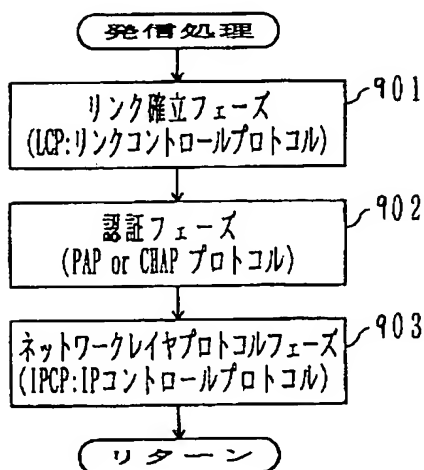 発信処理
901
リンク確立フェーズ
(LCP:リンクコントロールプロトコル)
902
認証フェーズ
(PAP or CHAP プロトコル)
903
ネットワークレイヤプロトコルフェーズ
(IPCP:IPコントロールプロトコル)
リターン